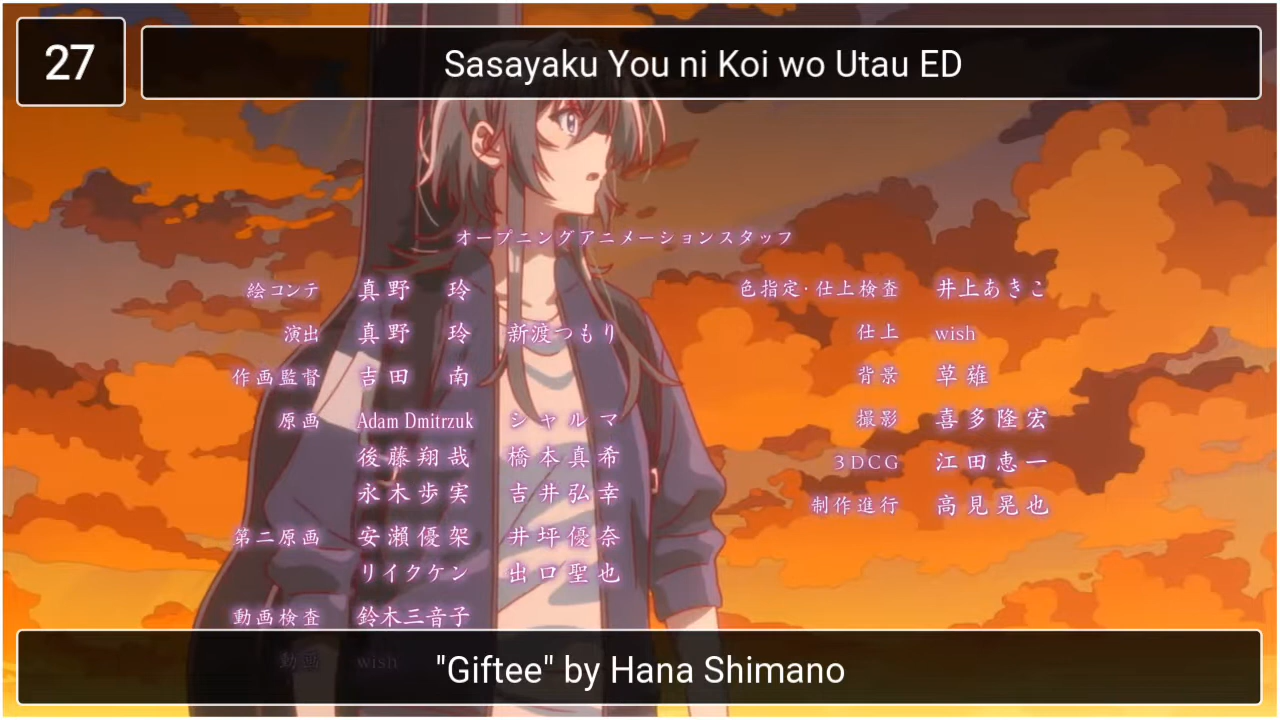 27
Sasayaku You ni Koi wo Utau ED
オープニングアニメーションスタッフ
絵コンテ 真野 玲
演出 真野 玲 新渡つもり
作画監督 吉田 南
原画 Adam Dmitrzuk シャルマ
後藤翔哉 橋本真希
永木歩実 吉井弘幸
第二原画 安瀬優架 井坪優奈
リイクケン 出口聖也
動画検査 鈴木三音子
動画 wish
色指定・仕上検査 井上あきこ
仕上 wish
背景 草薙
撮影 喜多隆宏
3DCG 江田恵一
制作進行 高見晃也
"Giftee" by Hana Shimano